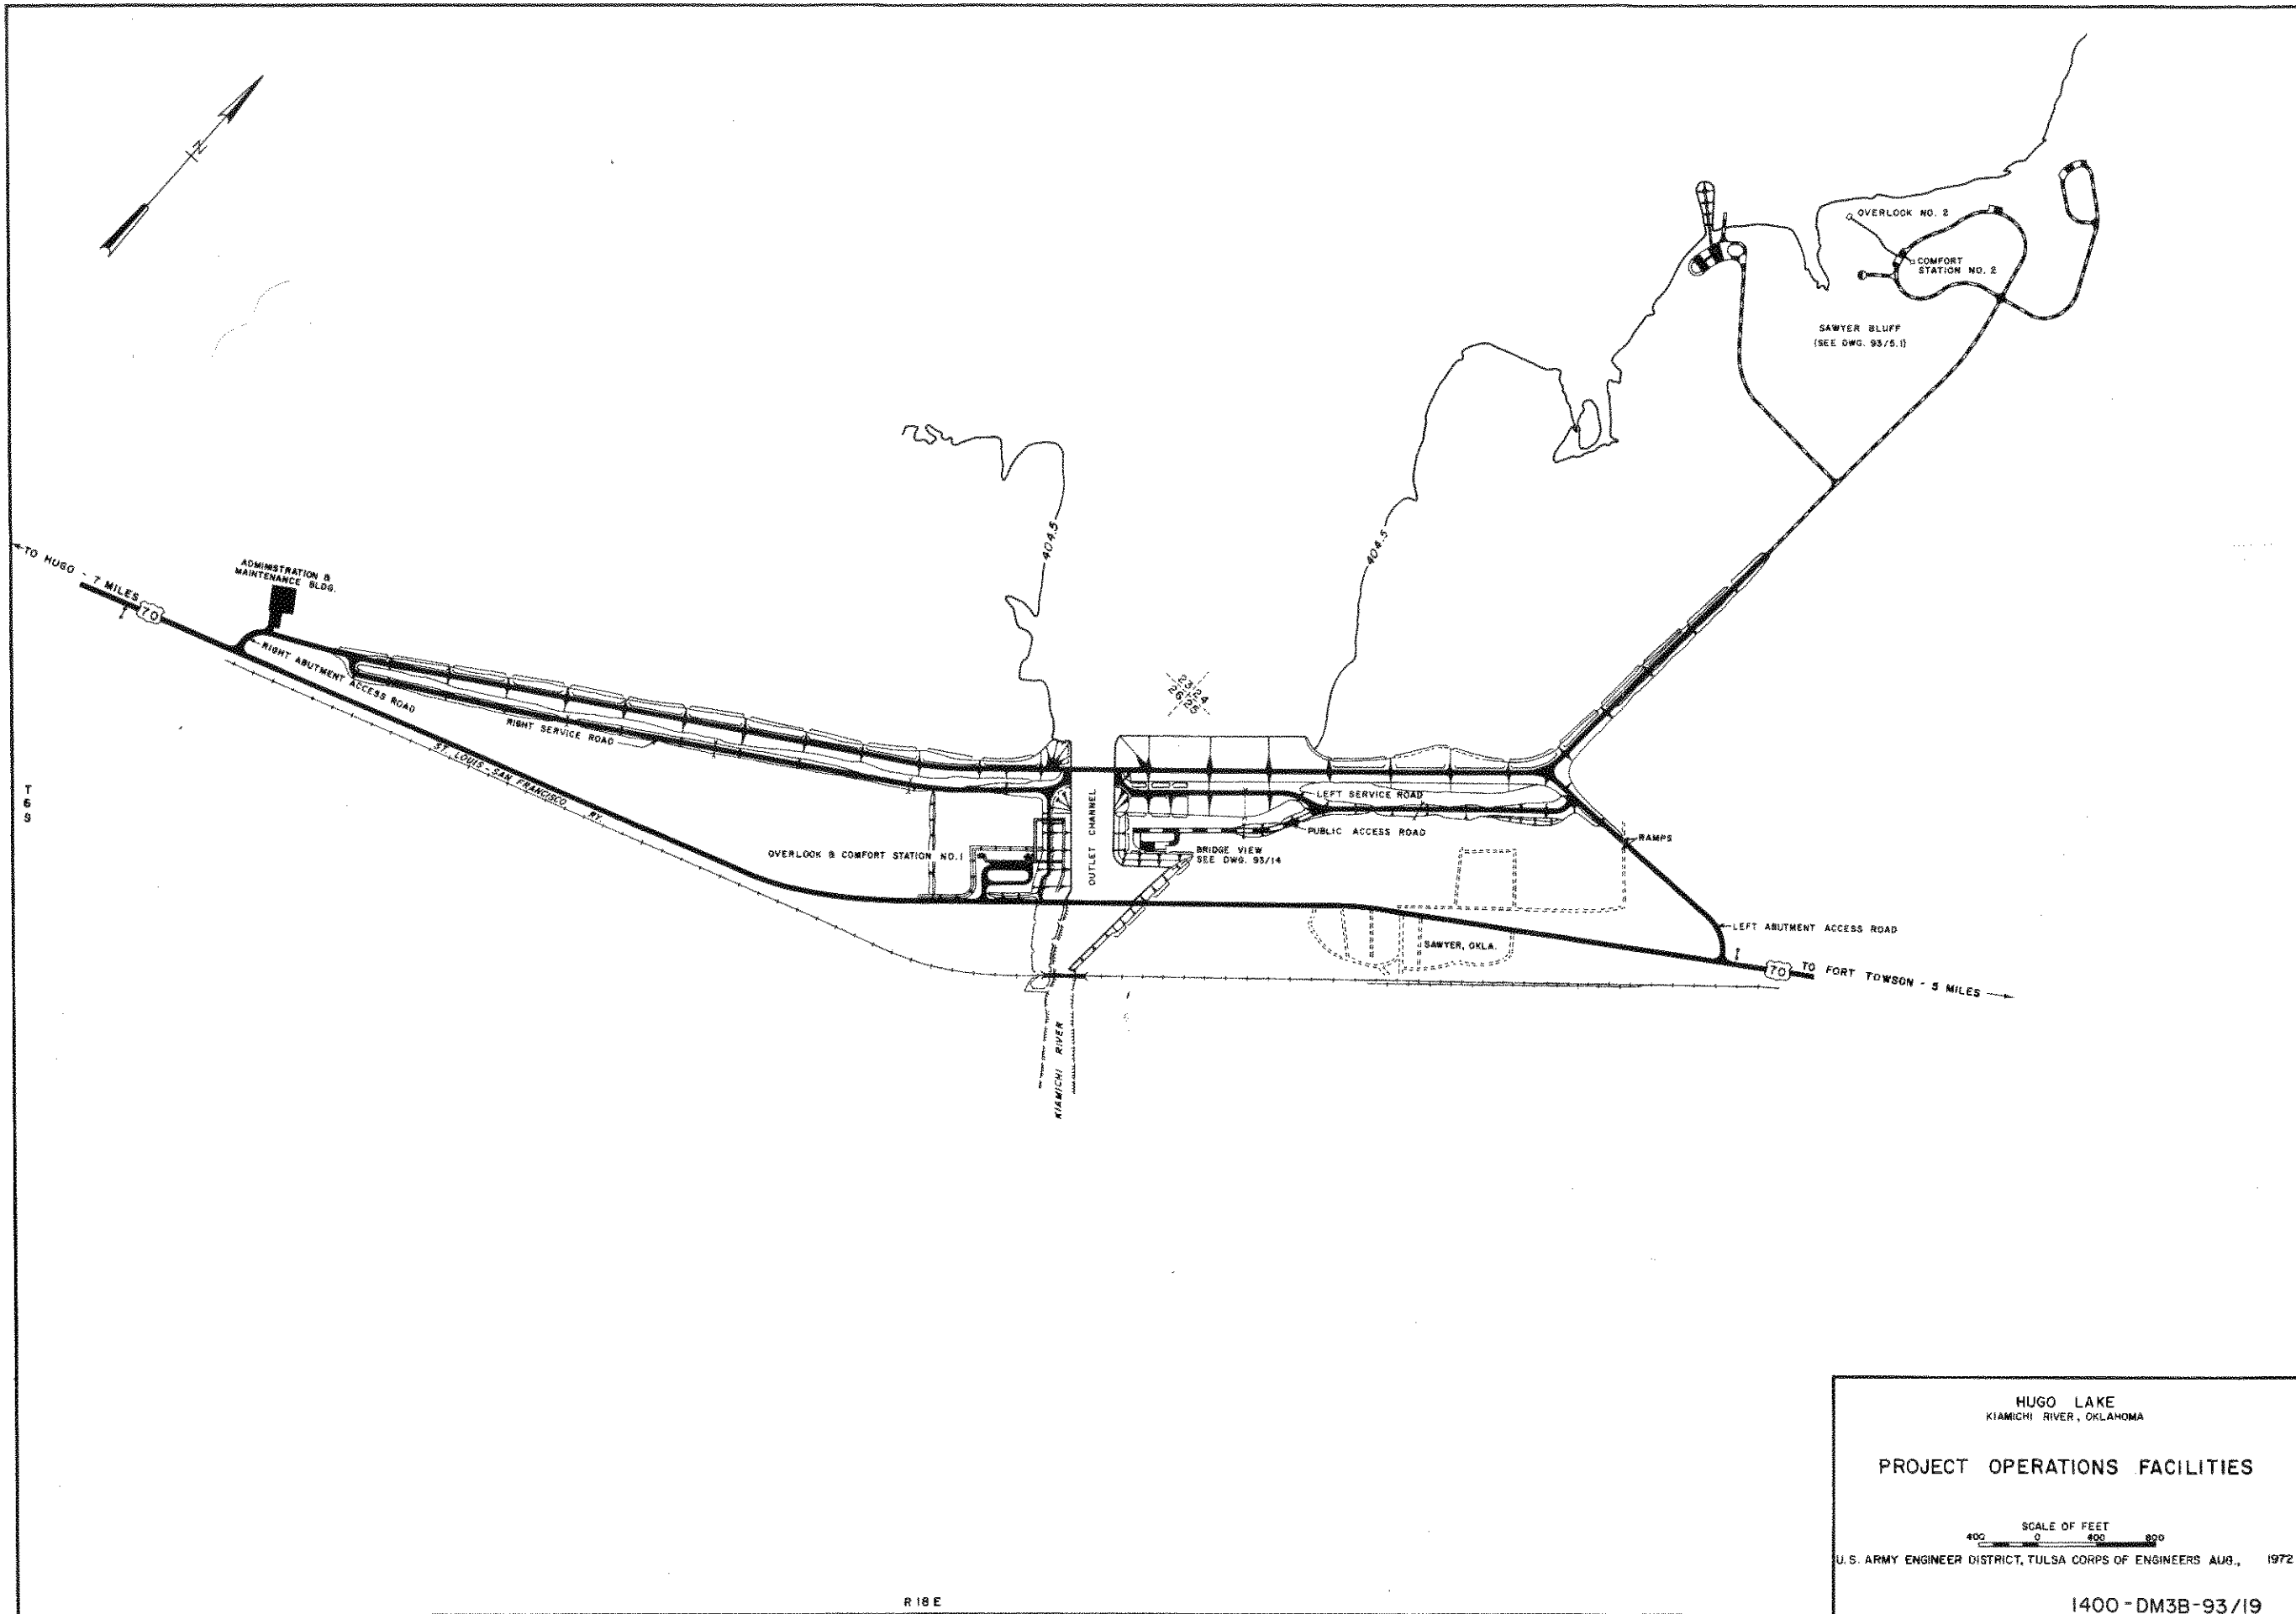 N
OVERLOOK NO. 2
COMFORT
STATION NO. 2
SAWYER BLUFF
(SEE DWG. 93/5.1)
404.5
404.5
TO HUGO - 7 MILES
70
ADMINISTRATION &
MAINTENANCE BLDG.
RIGHT ABUTMENT ACCESS ROAD
RIGHT SERVICE ROAD
ST. LOUIS - SAN FRANCISCO
RY.
23 24
26 25
T
6
S
OUTLET CHANNEL
LEFT SERVICE ROAD
PUBLIC ACCESS ROAD
RAMPS
OVERLOOK & COMFORT STATION NO. 1
BRIDGE VIEW
SEE DWG. 93/14
SAWYER, OKLA.
LEFT ABUTMENT ACCESS ROAD
70
TO FORT TOWSON - 5 MILES
KIAMICHI RIVER
HUGO LAKE
KIAMICHI RIVER, OKLAHOMA
PROJECT OPERATIONS FACILITIES
SCALE OF FEET
400 0 400 800
U.S. ARMY ENGINEER DISTRICT, TULSA CORPS OF ENGINEERS AUG., 1972
1400-DM3B-93/19
R 18 E